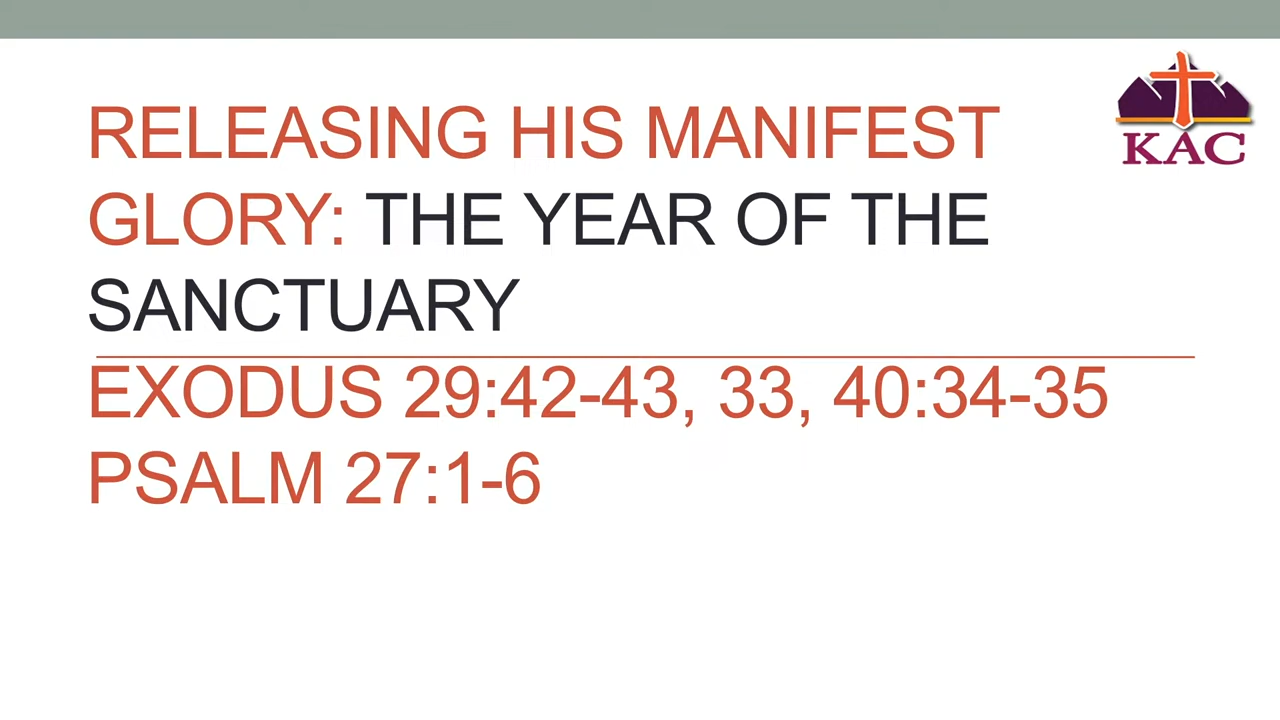 RELEASING HIS MANIFEST
GLORY: THE YEAR OF THE
SANCTUARY
EXODUS 29:42-43, 33, 40:34-35
PSALM 27:1-6
KAC